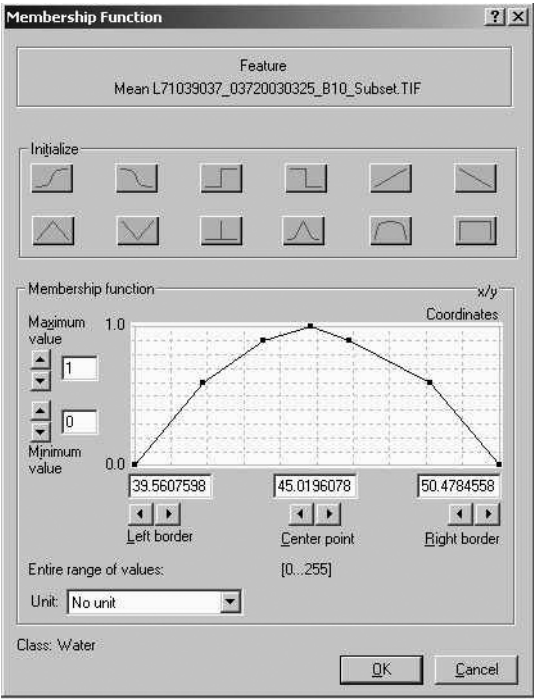 Membership Function
Feature
Mean L71039037_03720030325_B10_Subset.TIF
Initialize
Membership function
x/y
Coordinates
Maximum
value
1.0
1
0
Minimum
value
0.0
39.5607598
45.0196078
50.4784558
Left border
Center point
Right border
Entire range of values:
[0...255]
Unit: No unit
Class: Water
OK
Cancel